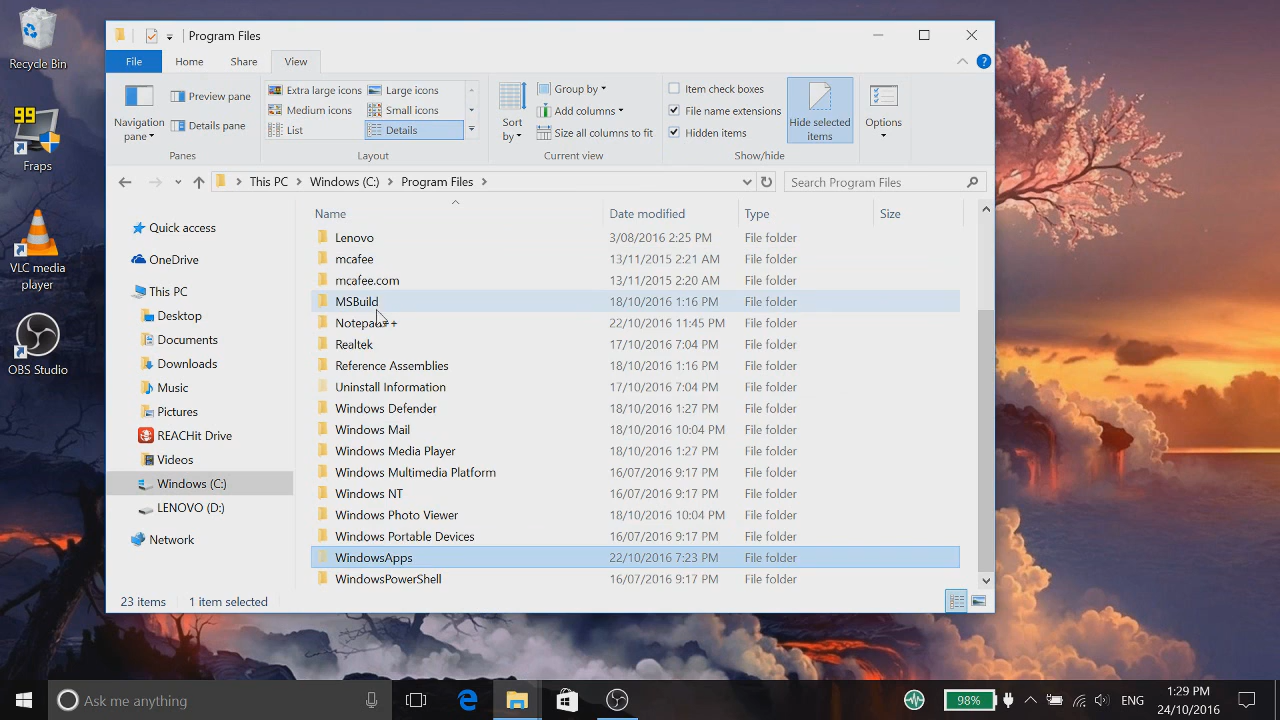 Recycle Bin
99
Fraps
VLC media
player
OBS Studio
Program Files
File Home Share View
Navigation
pane
Preview pane
Details pane
Panes
Extra large icons Large icons
Medium icons Small icons
List Details
Layout
Sort
by
Group by
Add columns
Size all columns to fit
Current view
Item check boxes
File name extensions
Hidden items
Hide selected
items
Show/hide
Options
This PC > Windows (C:) > Program Files >
Search Program Files
Quick access
OneDrive
This PC
Desktop
Documents
Downloads
Music
Pictures
REACHit Drive
Videos
Windows (C:)
LENOVO (D:)
Network
Name Date modified Type Size
Lenovo 3/08/2016 2:25 PM File folder
mcafee 13/11/2015 2:21 AM File folder
mcafee.com 13/11/2015 2:20 AM File folder
MSBuild 18/10/2016 1:16 PM File folder
Notepad++ 22/10/2016 11:45 PM File folder
Realtek 17/10/2016 7:04 PM File folder
Reference Assemblies 18/10/2016 1:16 PM File folder
Uninstall Information 17/10/2016 7:04 PM File folder
Windows Defender 18/10/2016 1:27 PM File folder
Windows Mail 18/10/2016 10:04 PM File folder
Windows Media Player 18/10/2016 1:27 PM File folder
Windows Multimedia Platform 16/07/2016 9:17 PM File folder
Windows NT 16/07/2016 9:17 PM File folder
Windows Photo Viewer 18/10/2016 10:04 PM File folder
Windows Portable Devices 16/07/2016 9:17 PM File folder
WindowsApps 22/10/2016 7:23 PM File folder
WindowsPowerShell 16/07/2016 9:17 PM File folder
23 items 1 item selected
Ask me anything
98%
ENG
1:29 PM
24/10/2016